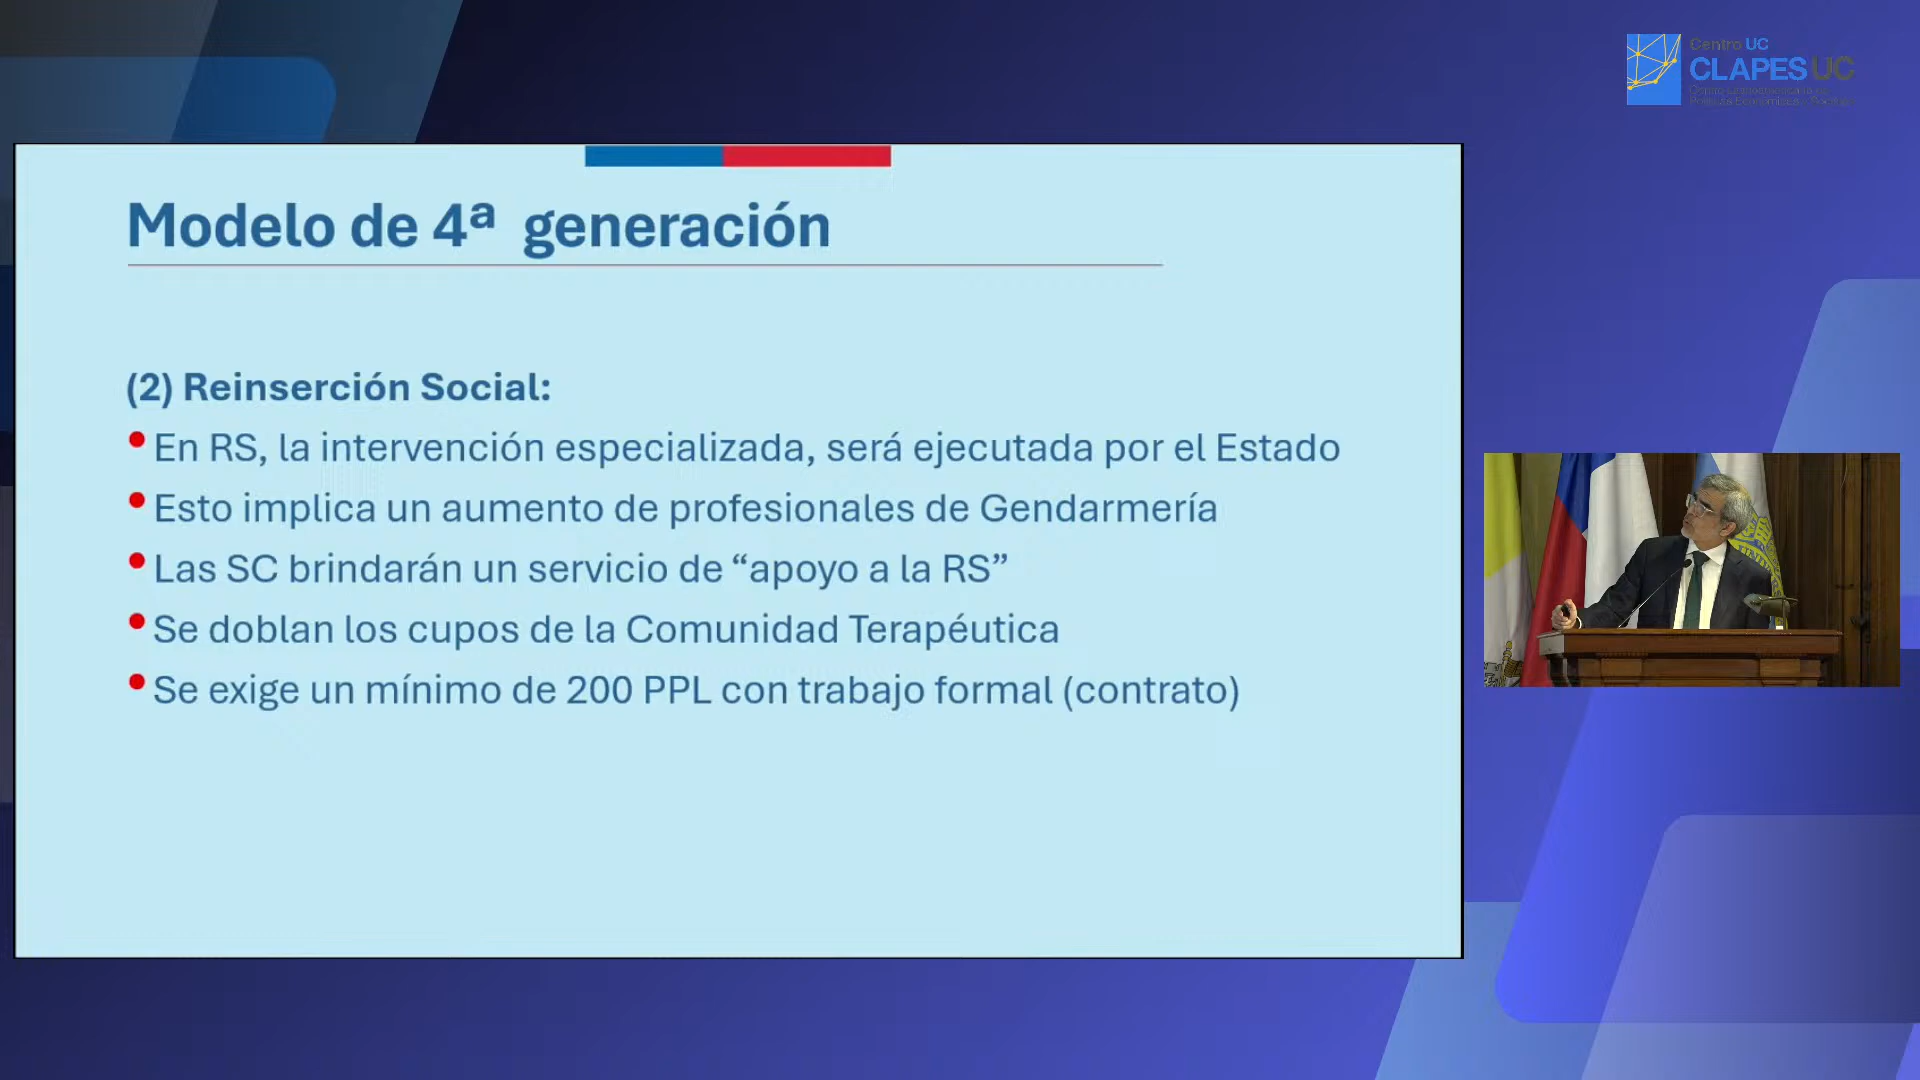 Centro UC
CLAPES UC
Modelo de 4ª generación
(2) Reinserción Social:
En RS, la intervención especializada, será ejecutada por el Estado
Esto implica un aumento de profesionales de Gendarmería
Las SC brindarán un servicio de “apoyo a la RS”
Se doblan los cupos de la Comunidad Terapéutica
Se exige un mínimo de 200 PPL con trabajo formal (contrato)